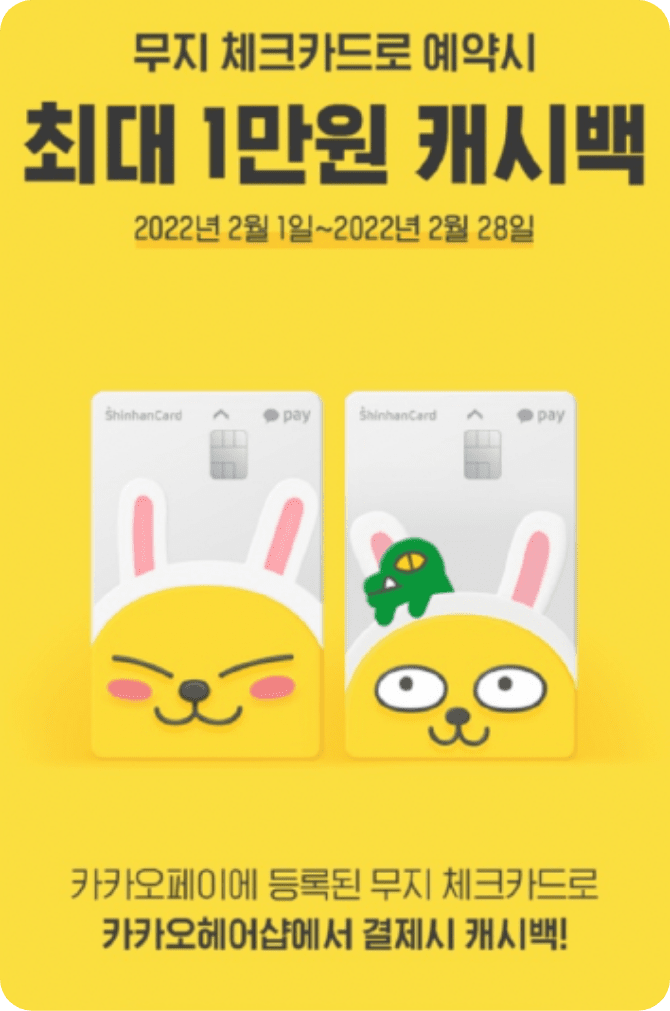 무지 체크카드로 예약시
최대 1만원 캐시백
2022년 2월 1일~2022년 2월 28일
ShinhanCard pay
ShinhanCard pay
카카오페이에 등록된 무지 체크카드로
카카오헤어샵에서 결제시 캐시백!